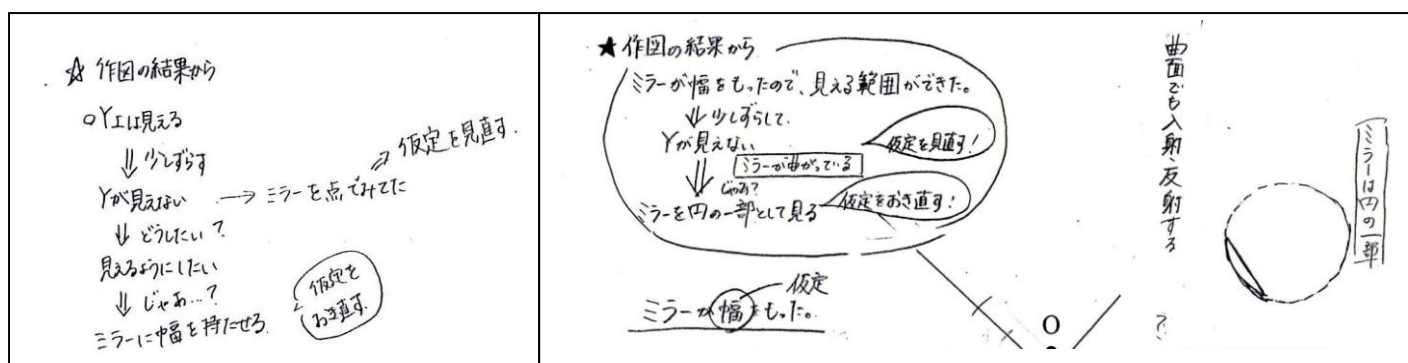 ☆ 作図の結果から
○Y工は見える
⇓ 少しずらす
Yが見えない → ミラーを点でみてた ⇒ 仮定を見直す.
⇓ どうしたい?
見えるようにしたい
⇓ じゃあ…?
ミラーに幅を持たせる
仮定を
おき直す.
★作図の結果から
ミラーが幅をもったので、見える範囲ができた。
⇓ 少しずらして.
Yが見えない
仮定を見直す!
ミラーが曲がっている
じゃあ?
ミラーを円の一部として見る
仮定をおき直す!
仮定
ミラーが幅をもった。
O
曲面でも入射、反射する
?
ミラーは円の一部